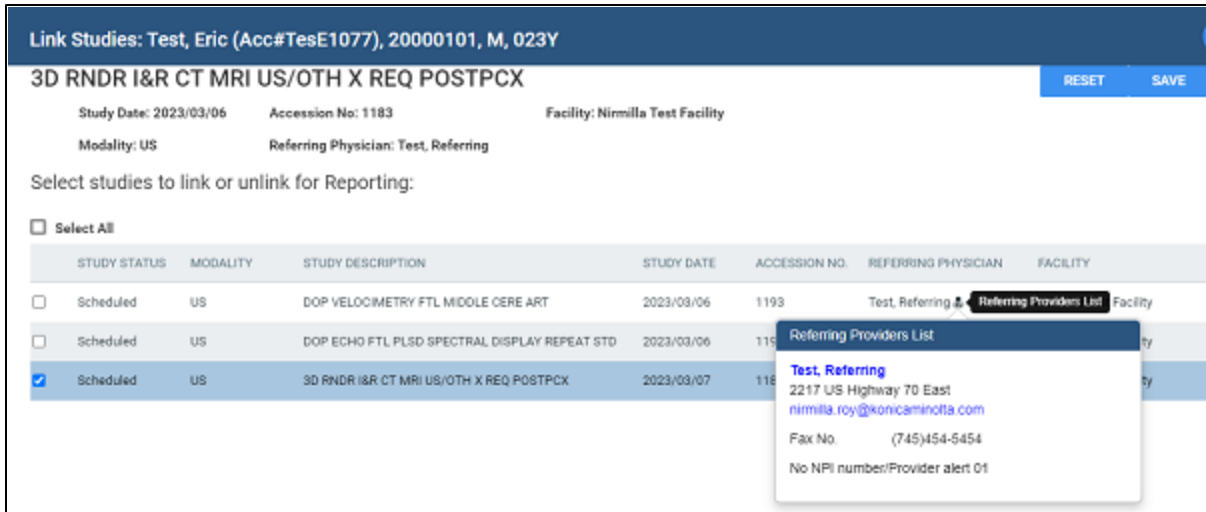 Link Studies: Test, Eric (Acc#TesE1077), 20000101, M, 023Y
3D RNDR I&R CT MRI US/OTH X REQ POSTPCX
RESET SAVE
Study Date: 2023/03/06 Accession No: 1183 Facility: Nirmilla Test Facility
Modality: US Referring Physician: Test, Referring
Select studies to link or unlink for Reporting:
Select All
STUDY STATUS MODALITY STUDY DESCRIPTION STUDY DATE ACCESSION NO. REFERRING PHYSICIAN FACILITY
Scheduled US DOP VELOCIMETRY FTL MIDDLE CERE ART 2023/03/06 1193 Test, Referring Referring Providers List Facility
Scheduled US DOP ECHO FTL PLSD SPECTRAL DISPLAY REPEAT STD 2023/03/06 119 ty
Scheduled US 3D RNDR I&R CT MRI US/OTH X REQ POSTPCX 2023/03/07 118 ty
Referring Providers List
Test, Referring
2217 US Highway 70 East
nirmilla.roy@konicaminolta.com
Fax No. (745)454-5454
No NPI number/Provider alert 01